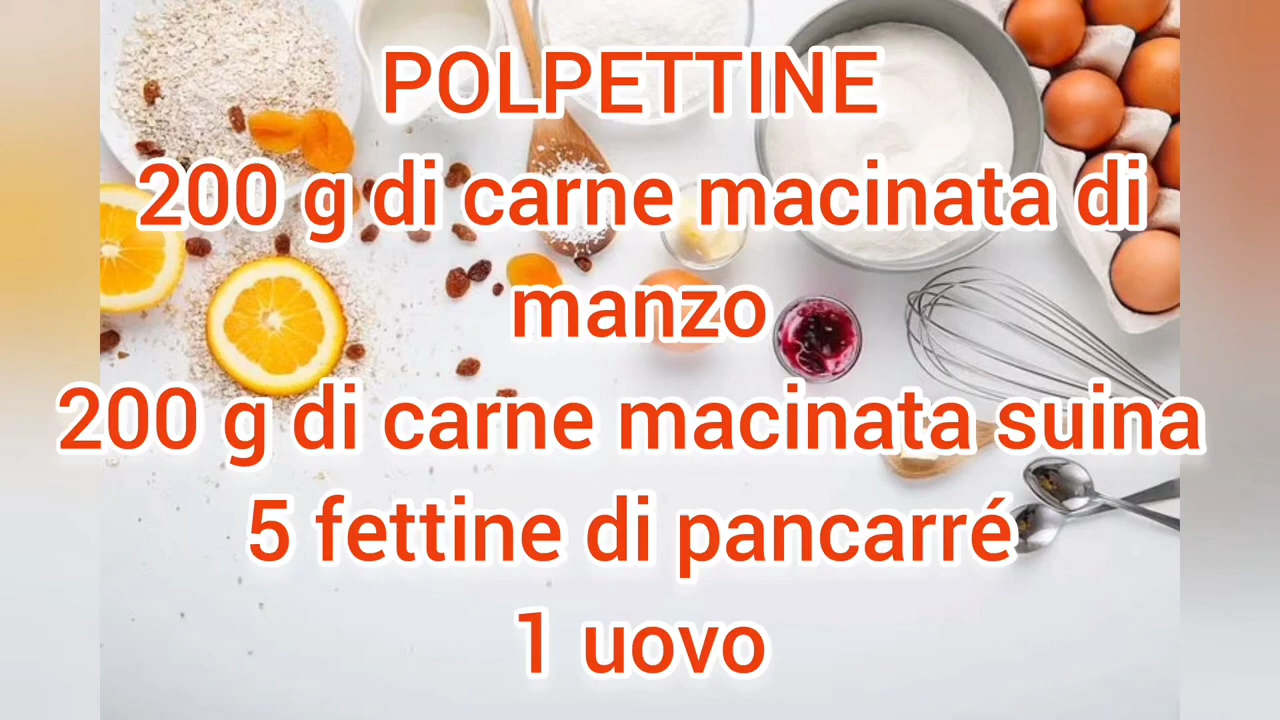 POLPETTINE
200 g di carne macinata di
manzo
200 g di carne macinata suina
5 fettine di pancarré
1 uovo